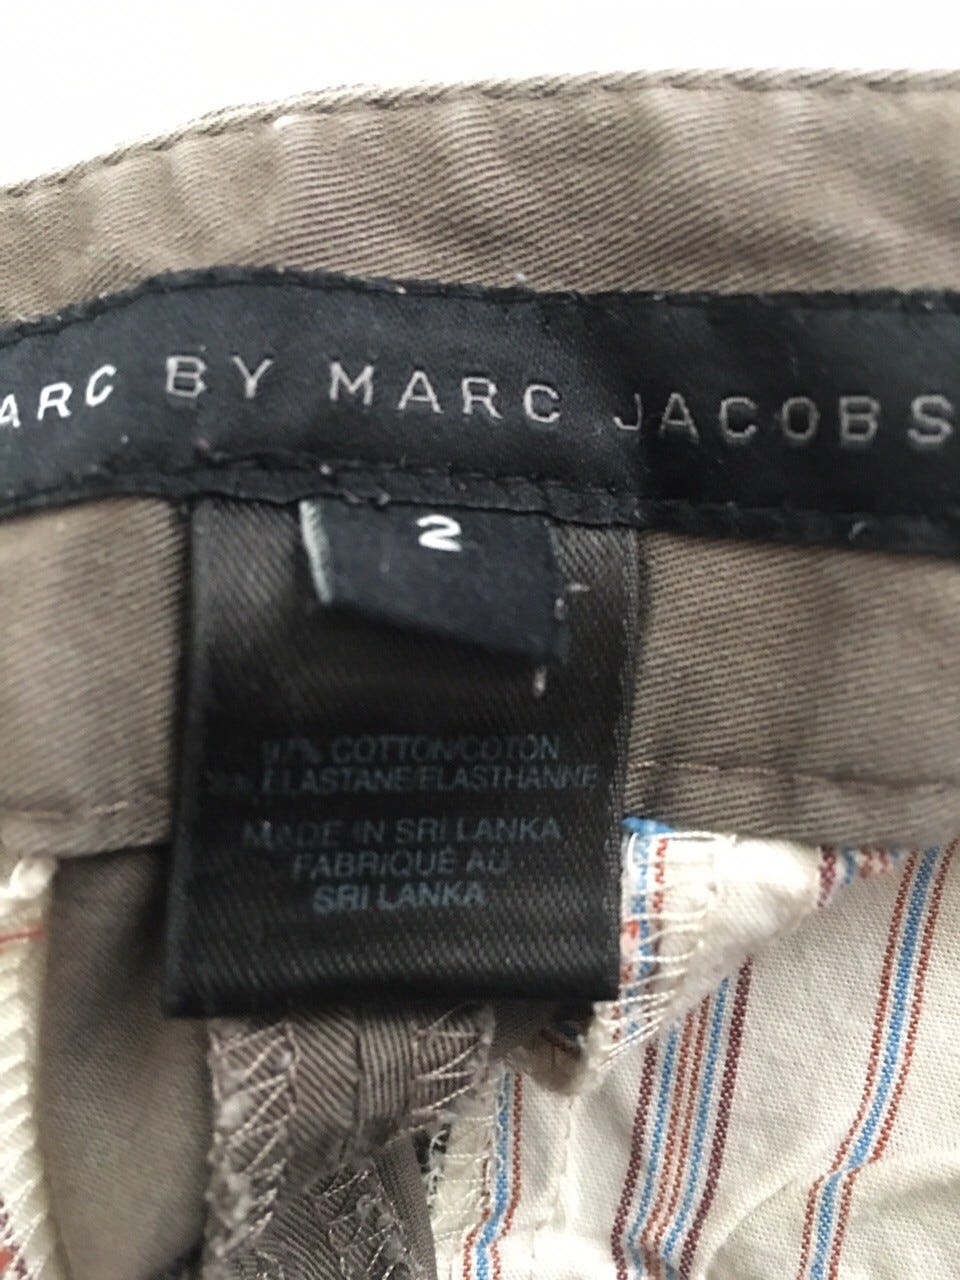 ARC BY MARC JACOBS
2
97% COTTON/COTON
ELASTANE/ELASTHANNE
MADE IN SRI LANKA
FABRIQUÉ AU
SRI LANKA